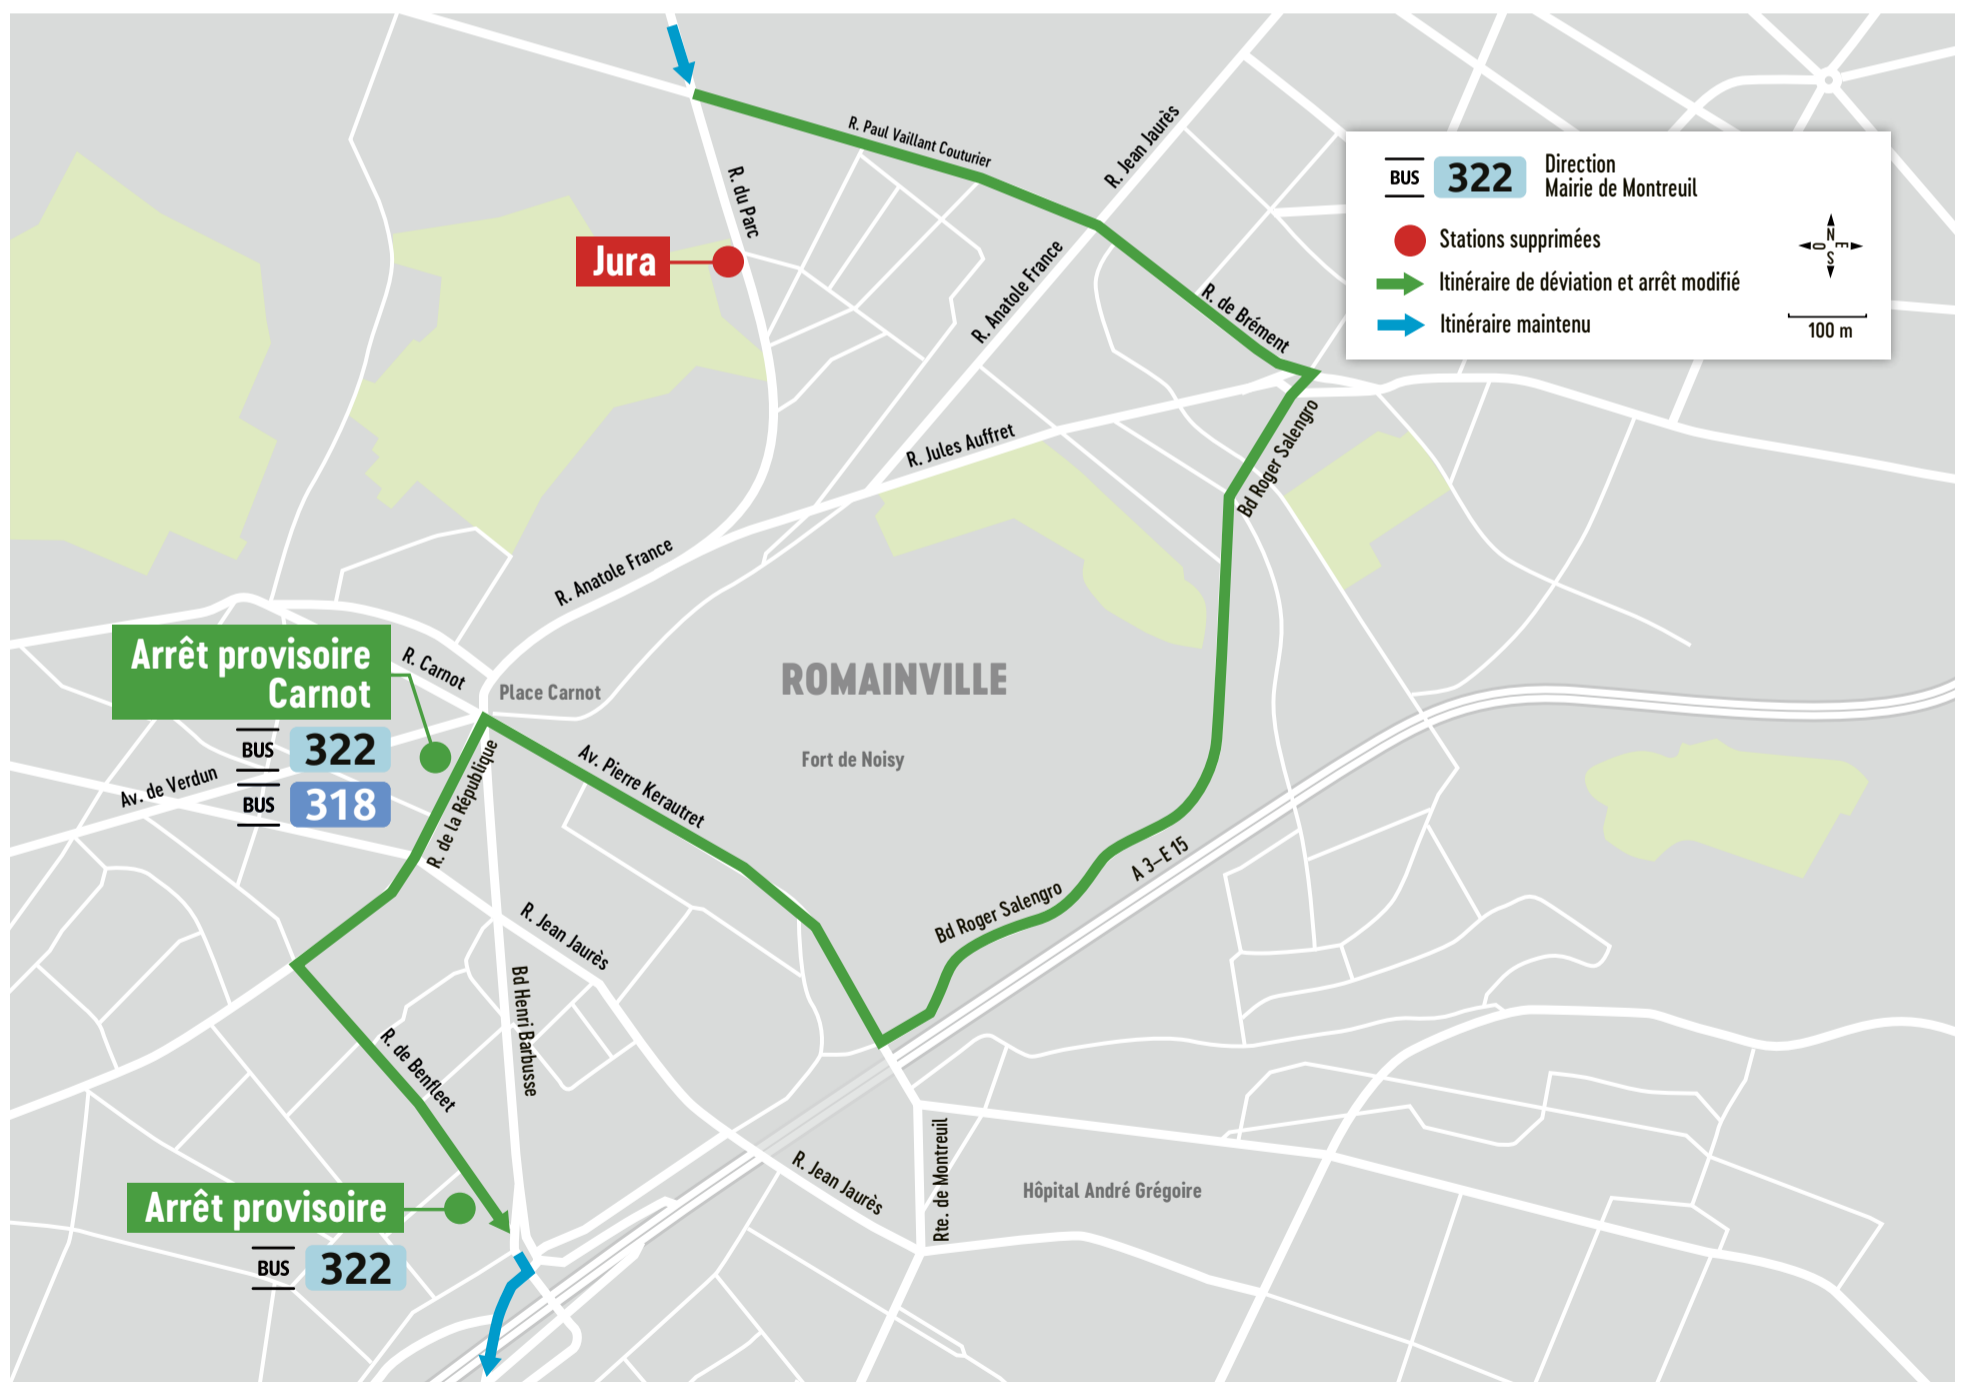 R. Paul Vaillant Couturier
R. Jean Jaurès
R. du Parc
BUS 322 Direction
Mairie de Montreuil
Stations supprimées
Itinéraire de déviation et arrêt modifié
Itinéraire maintenu
N
O E
S
100 m
Jura
R. Anatole France
R. de Brément
R. Jules Auffret
Bd Roger Salengro
R. Anatole France
Arrêt provisoire
Carnot
BUS 322
BUS 318
R. Carnot
Place Carnot
ROMAINVILLE
Fort de Noisy
Av. de Verdun
R. de la République
Av. Pierre Kerautret
A 3–E 15
Bd Roger Salengro
R. Jean Jaurès
Bd Henri Barbusse
R. de Benfleet
R. Jean Jaurès
Rte. de Montreuil
Hôpital André Grégoire
Arrêt provisoire
BUS 322